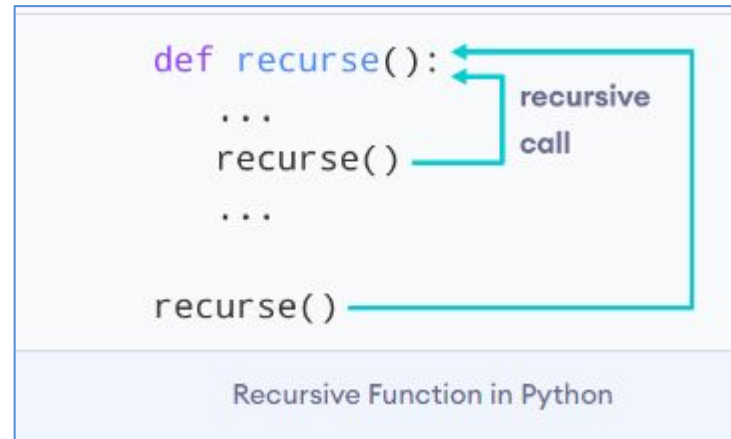 def recurse():
...
recurse()
...
recurse()
recursive
call
Recursive Function in Python